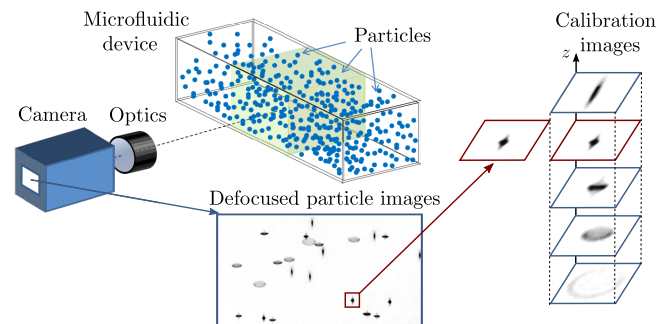 Microfluidic
device
Particles
Calibration
images
z
Camera
Optics
Defocused particle images